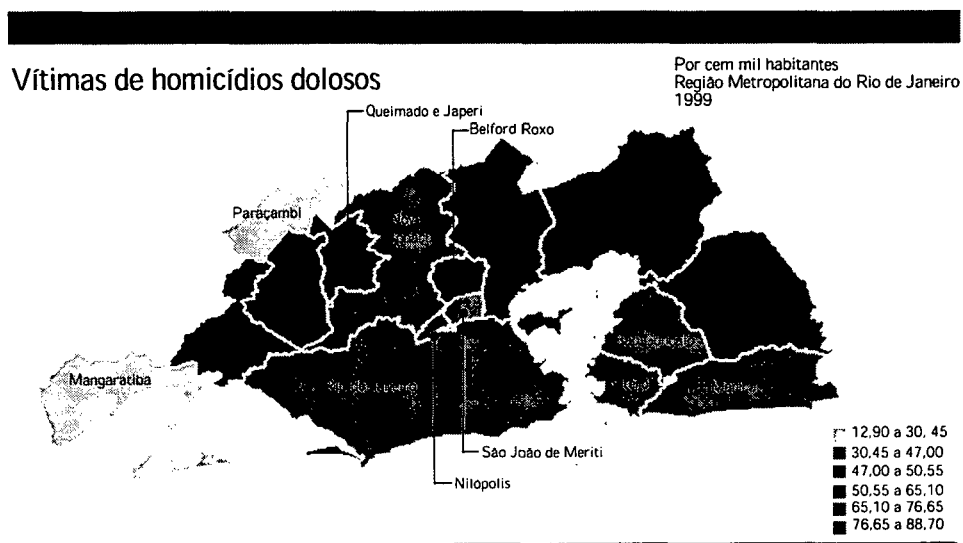 Vítimas de homicídios dolosos
Por cem mil habitantes
Região Metropolitana do Rio de Janeiro
1999
Queimado e Japeri
Belford Roxo
Paraçambi
Mangaratiba
São João de Meriti
Nilopolis
12,90 a 30, 45
30,45 a 47,00
47,00 a 50,55
50,55 a 65,10
65,10 a 76,65
76,65 a 88,70